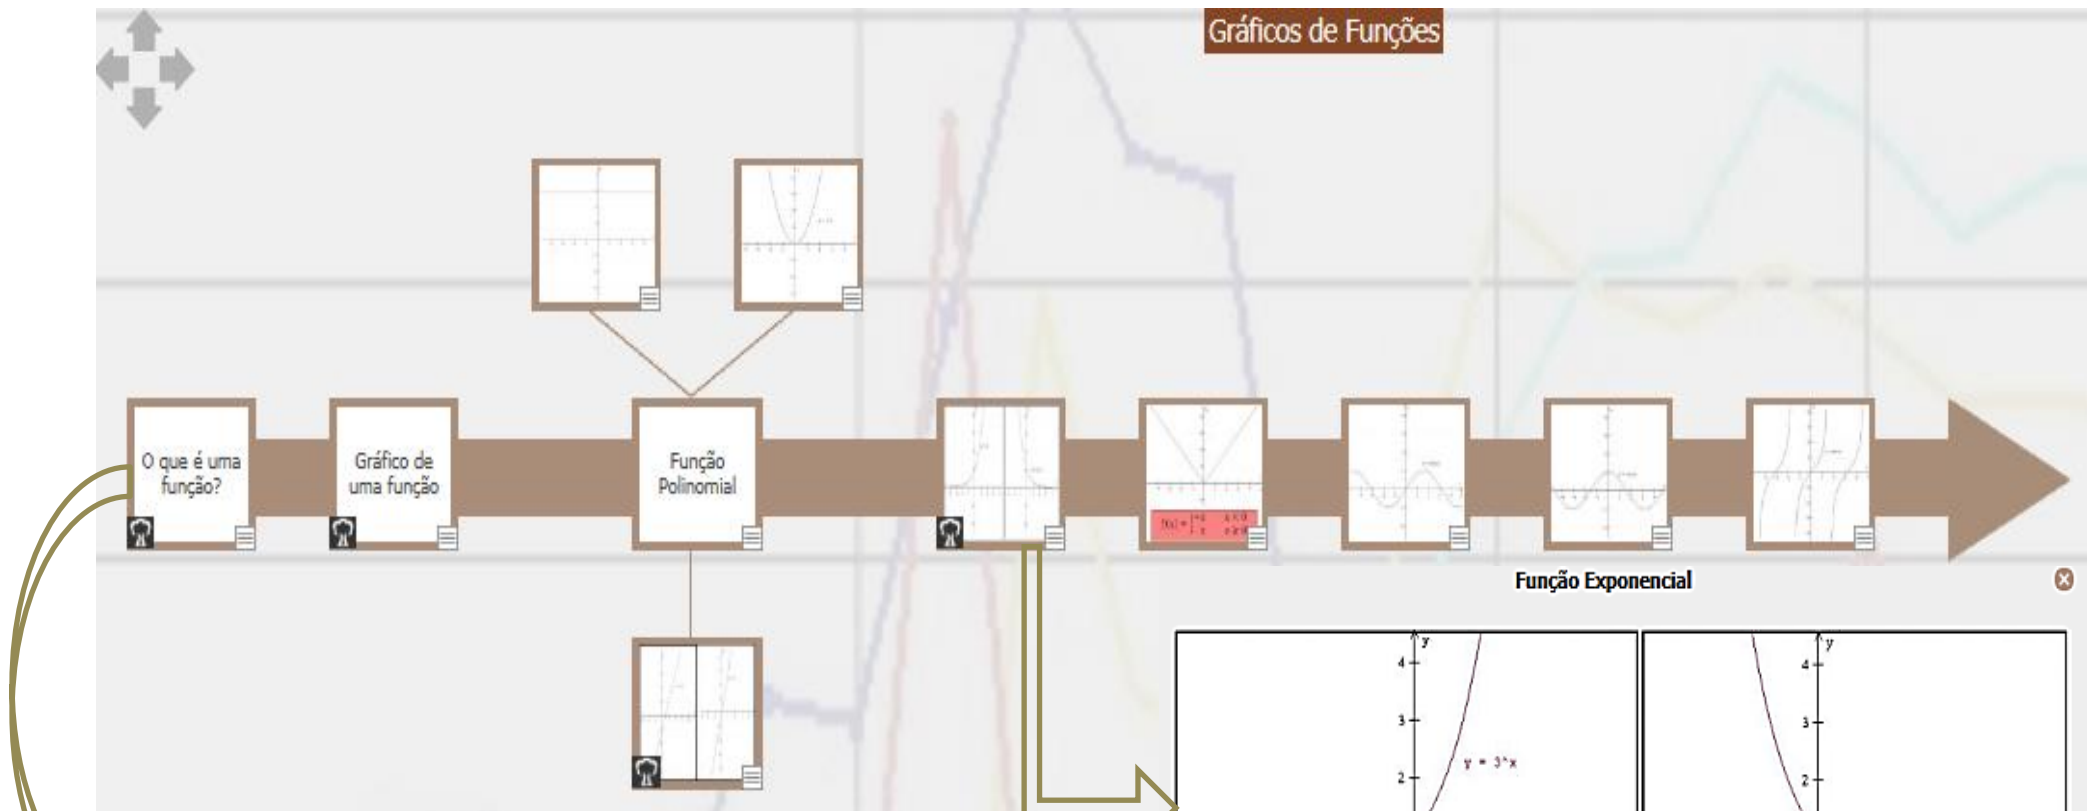 Gráficos de Funções
O que é uma
função?
Gráfico de
uma função
Função
Polinomial
Função Exponencial
y
4
3
2
y = 3^x
y
4
3
2